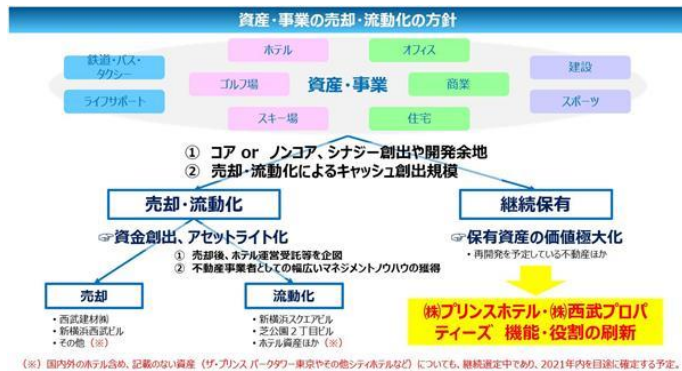 資産・事業の売却・流動化の方針
ホテル
オフィス
鉄道・バス・
タクシー
建設
ゴルフ場
資産・事業
商業
ライフサポート
スポーツ
スキー場
住宅
① コア or ノンコア、シナジー創出や開発余地
② 売却・流動化によるキャッシュ創出規模
売却・流動化
継続保有
☞資金創出、アセットライト化
① 売却後、ホテル運営受託等を企図
② 不動産事業者としての幅広いマネジメントノウハウの獲得
☞保有資産の価値極大化
・再開発を予定している不動産ほか
売却
・西武建材㈱
・新横浜西武ビル
・その他（※）
流動化
・新横浜スクエアビル
・芝公園２丁目ビル
・ホテル資産ほか（※）
㈱プリンスホテル・㈱西武プロパ
ティーズ 機能・役割の刷新
（※）国内外のホテル含め、記載のない資産（ザ・プリンス パークタワー東京やその他シティホテルなど）についても、継続選定中であり、2021年内を目途に確定する予定。